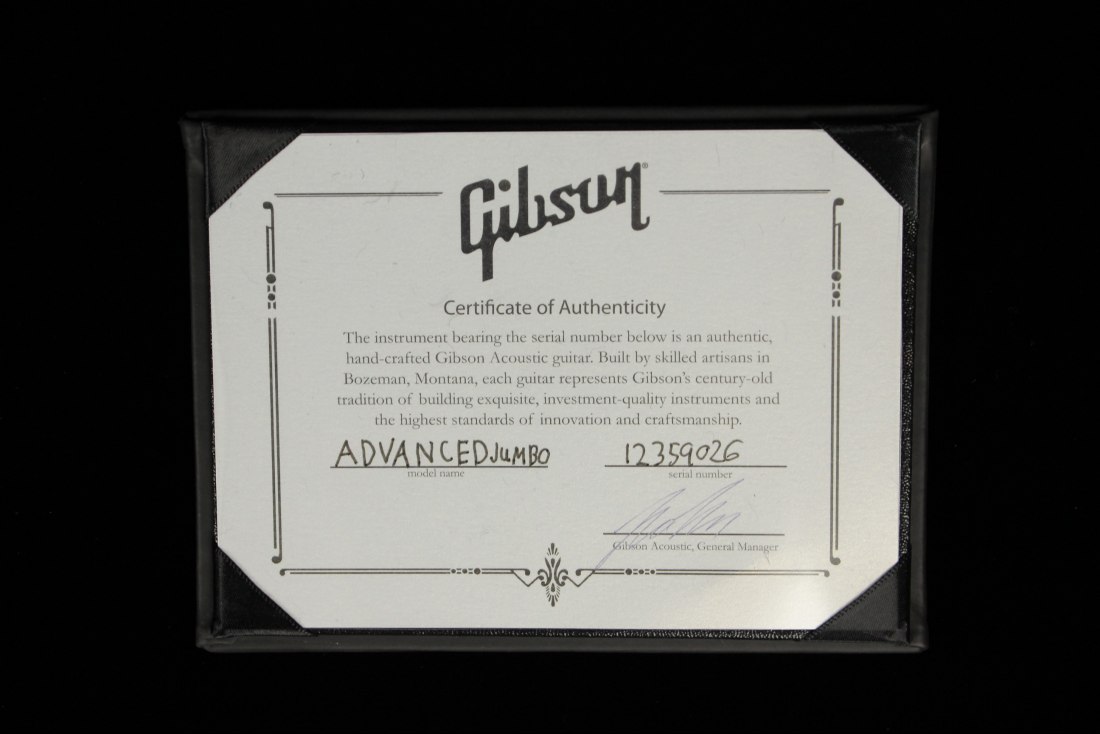 Gibson®
Certificate of Authenticity
The instrument bearing the serial number below is an authentic,
hand-crafted Gibson Acoustic guitar. Built by skilled artisans in
Bozeman, Montana, each guitar represents Gibson's century-old
tradition of building exquisite, investment-quality instruments and
the highest standards of innovation and craftsmanship.
ADVANCED JUMBO 12359026
model name serial number
Gibson Acoustic, General Manager